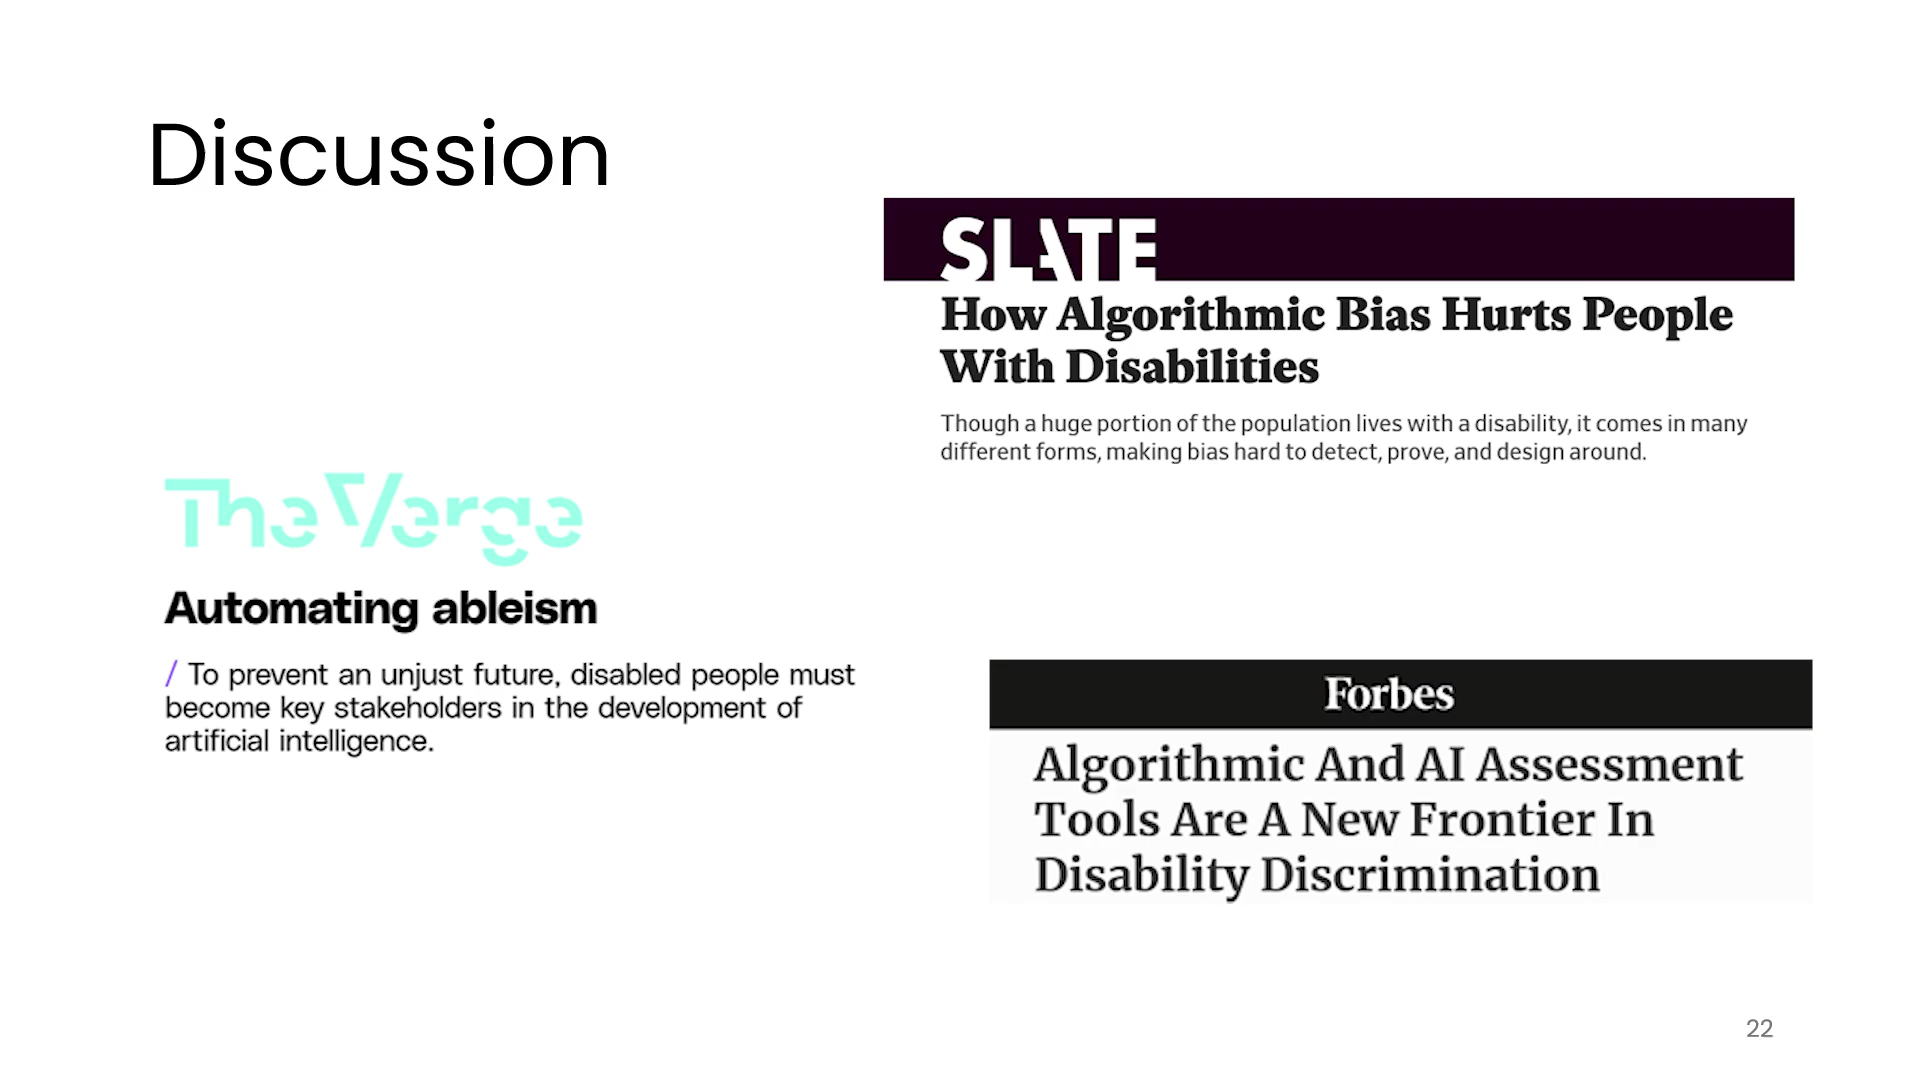 Discussion
SLATE
How Algorithmic Bias Hurts People
With Disabilities
Though a huge portion of the population lives with a disability, it comes in many
different forms, making bias hard to detect, prove, and design around.
The Verge
Automating ableism
/ To prevent an unjust future, disabled people must
become key stakeholders in the development of
artificial intelligence.
Forbes
Algorithmic And AI Assessment
Tools Are A New Frontier In
Disability Discrimination
22